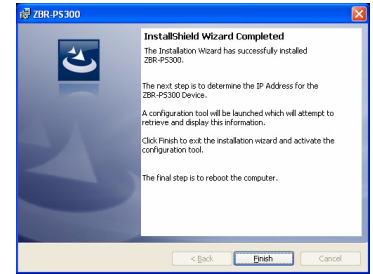 ZBR-PS300
InstallShield Wizard Completed
The Installation Wizard has successfully installed
ZBR-PS300.
The next step is to determine the IP Address for the
ZBR-PS300 Device.
A configuration tool will be launched which will attempt to
retrieve and display this information.
Click Finish to exit the installation wizard and activate the
configuration tool.
The final step is to reboot the computer.
< Back
Finish
Cancel